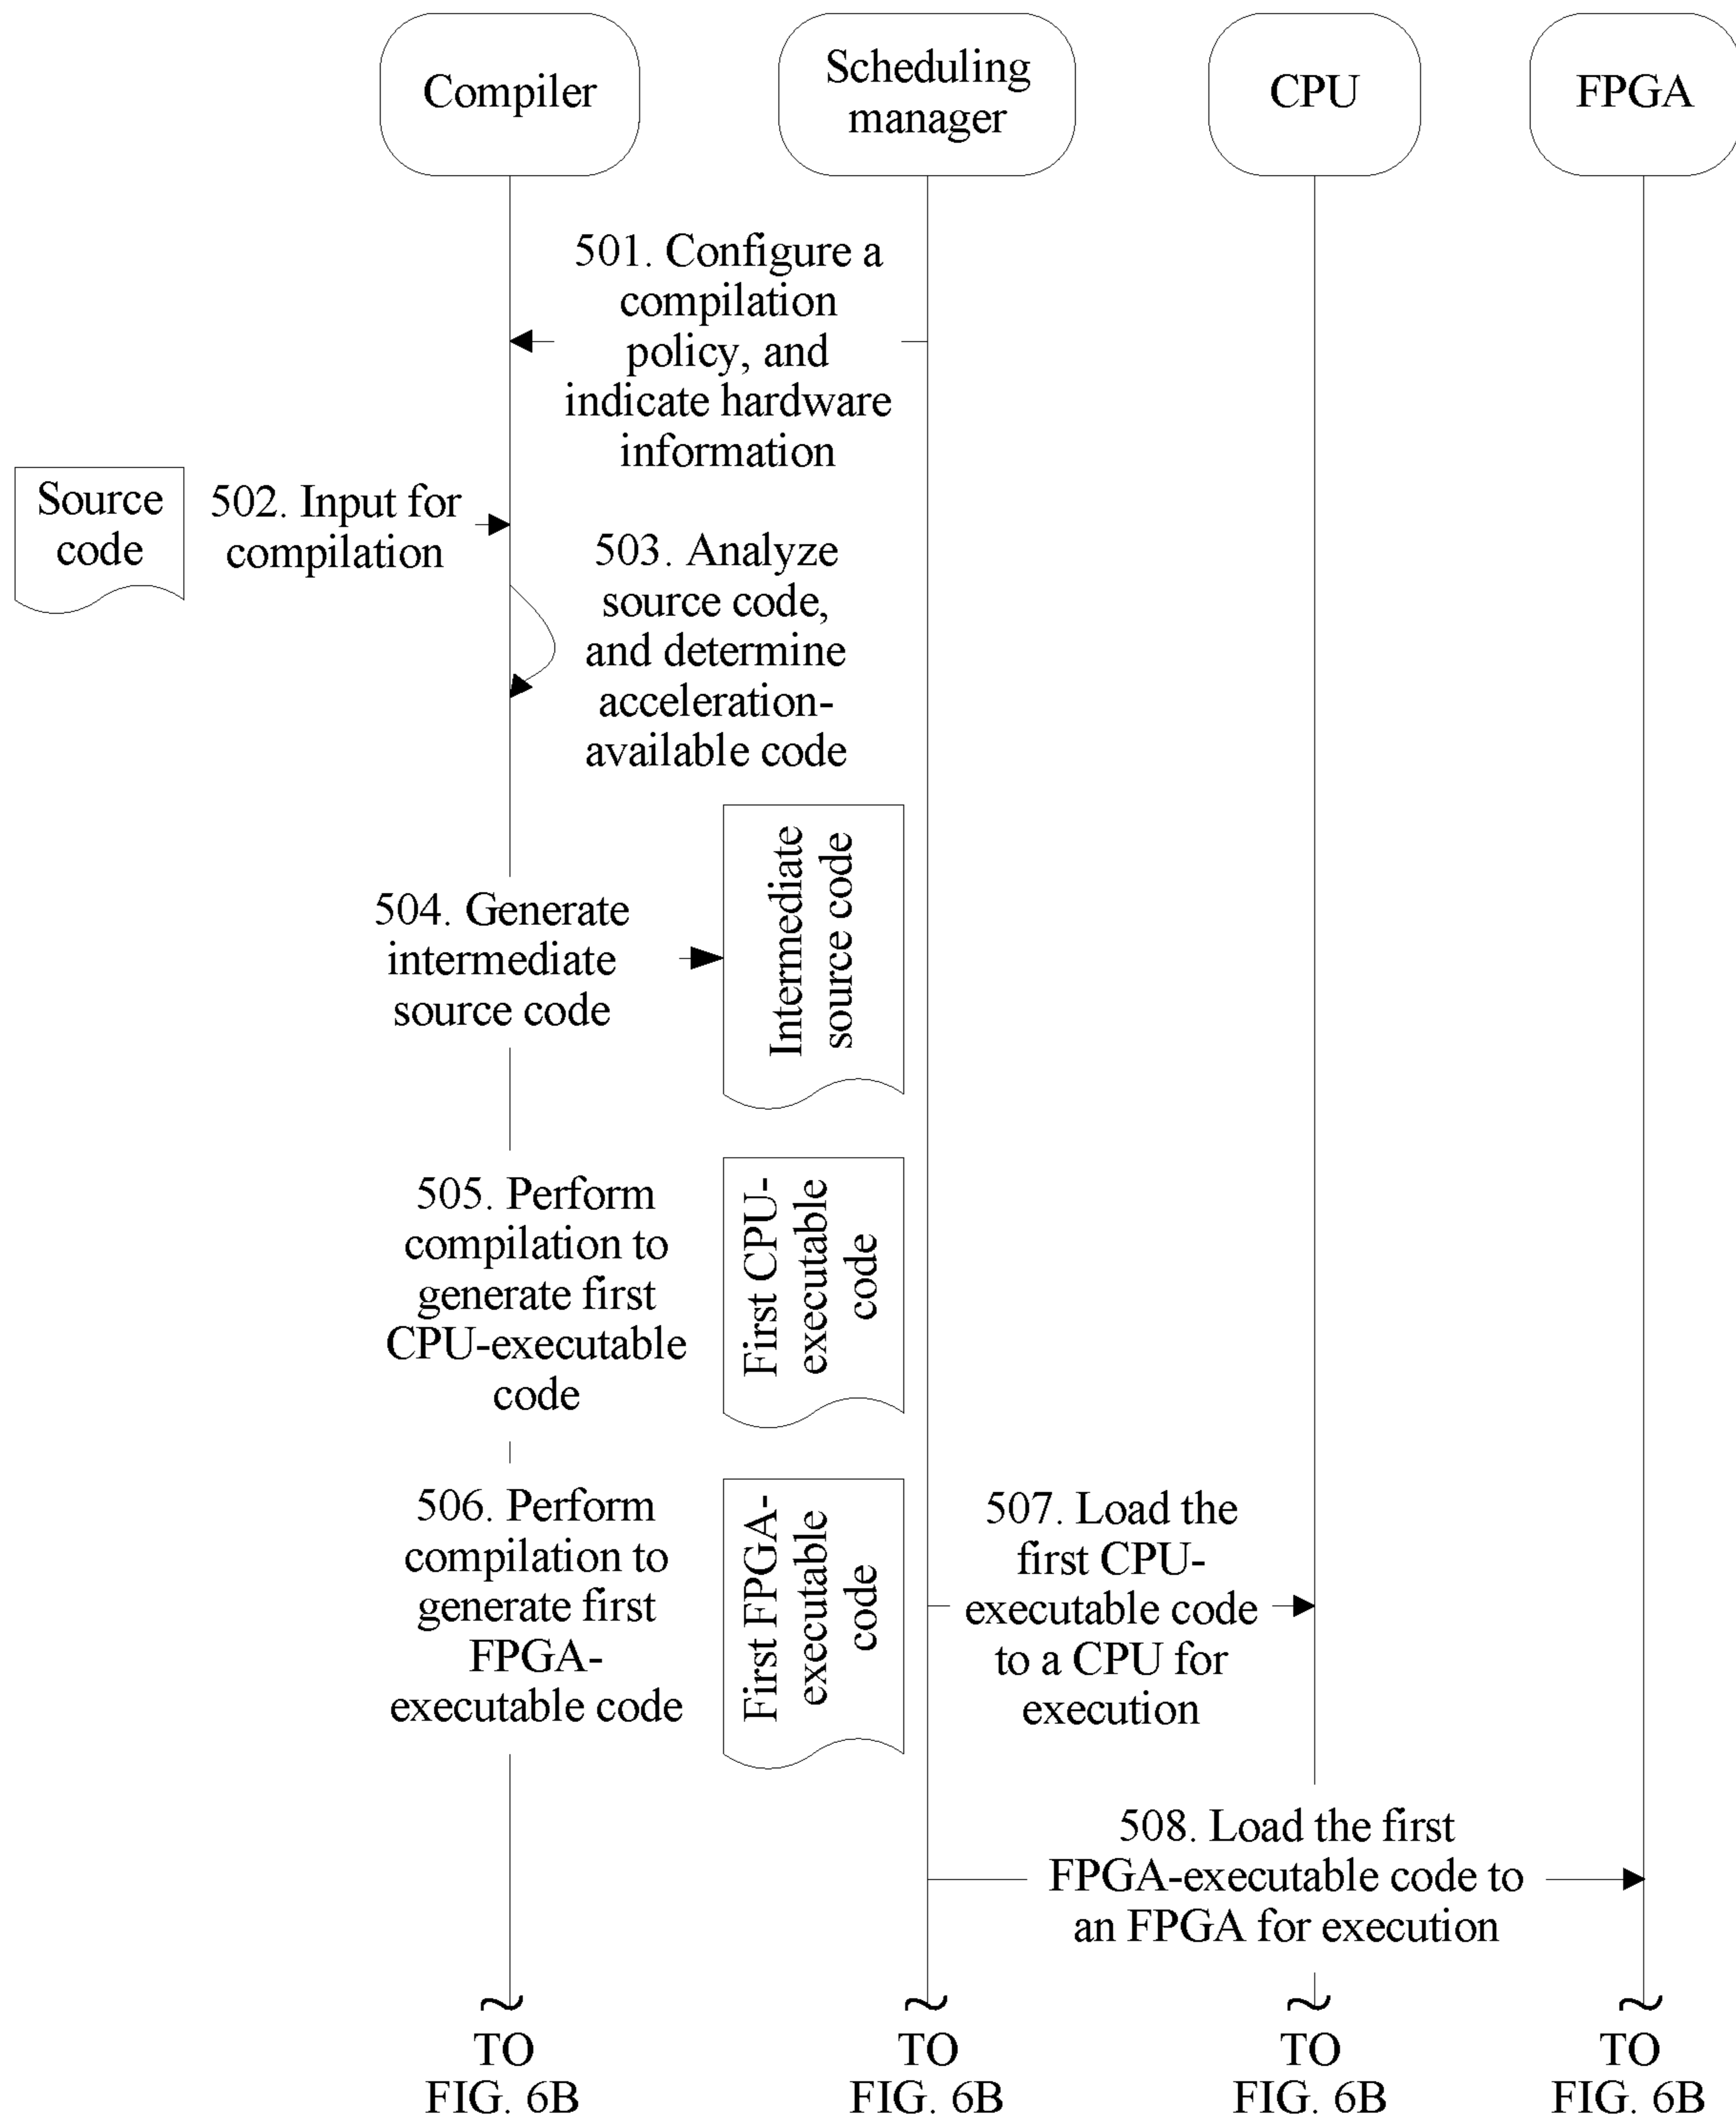 Compiler
Scheduling
manager
CPU
FPGA
501. Configure a
compilation
policy, and
indicate hardware
information
Source
code
502. Input for
compilation
503. Analyze
source code,
and determine
acceleration-
available code
504. Generate
intermediate
source code
Intermediate
source code
505. Perform
compilation to
generate first
CPU-executable
code
First CPU-
executable
code
506. Perform
compilation to
generate first
FPGA-
executable code
First FPGA-
executable
code
507. Load the
first CPU-
executable code
to a CPU for
execution
508. Load the first
FPGA-executable code to
an FPGA for execution
TO
FIG. 6B
TO
FIG. 6B
TO
FIG. 6B
TO
FIG. 6B